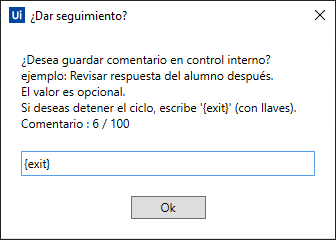 Ui ¿Dar seguimiento?
¿Desea guardar comentario en control interno?
ejemplo: Revisar respuesta del alumno después.
El valor es opcional.
Si deseas detener el ciclo, escribe '{exit}' (con llaves).
Comentario : 6 / 100
{exit}
Ok